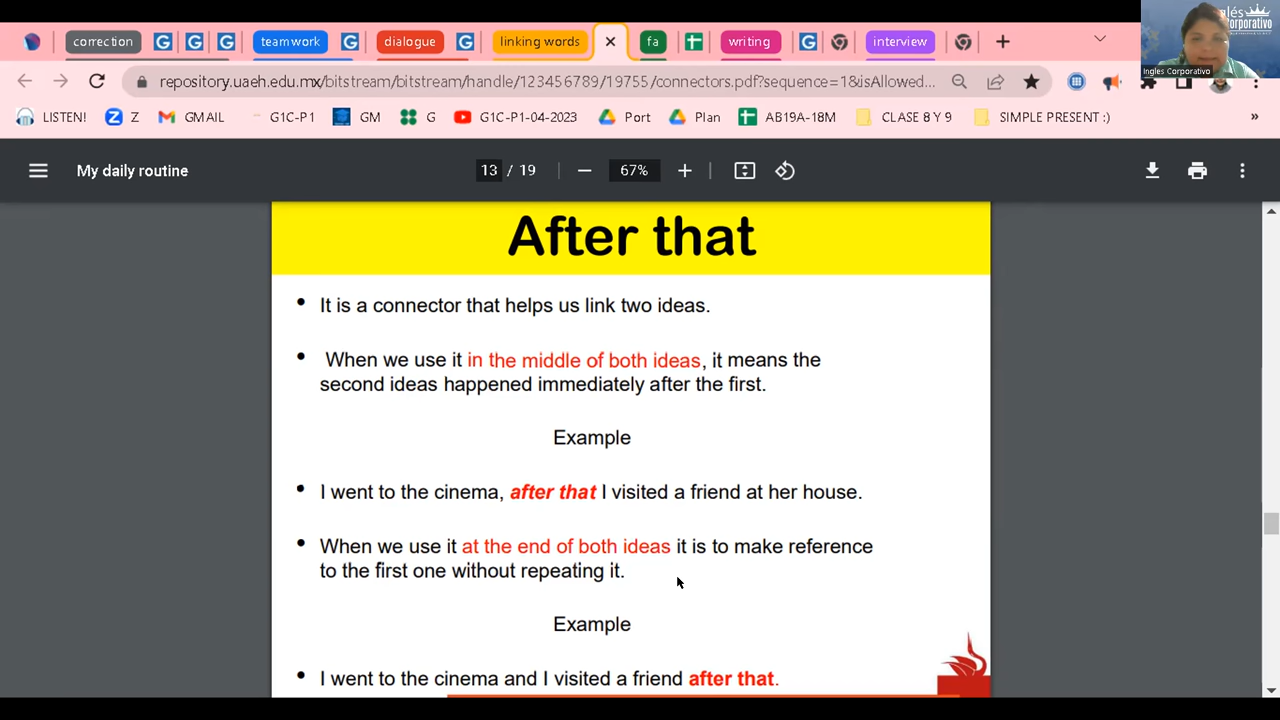 correction
teamwork
dialogue
linking words
fa
writing
interview
Inglés
Corporativo
Ingles Corporativo
repository.uaeh.edu.mx/bitstream/bitstream/handle/123456789/19755/connectors.pdf?sequence=1&isAllowed...
LISTEN!
Z
GMAIL
G1C-P1
GM
G
G1C-P1-04-2023
Port
Plan
AB19A-18M
CLASE 8 Y 9
SIMPLE PRESENT :)
»
My daily routine
13 / 19
67%
After that
• It is a connector that helps us link two ideas.
• When we use it in the middle of both ideas, it means the
second ideas happened immediately after the first.
Example
• I went to the cinema, after that I visited a friend at her house.
• When we use it at the end of both ideas it is to make reference
to the first one without repeating it.
Example
• I went to the cinema and I visited a friend after that.